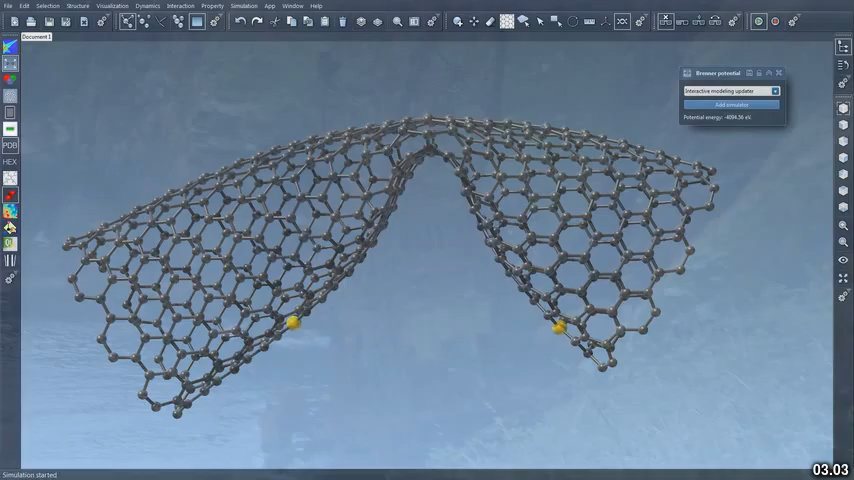 File Edit Selection Structure Visualization Dynamics Interaction Property Simulation App Window Help
Document 1
Brenner potential
Interactive modeling updater
Add simulator
Potential energy: -4094.56 eV.
PDB
HEX
Simulation started
03.03